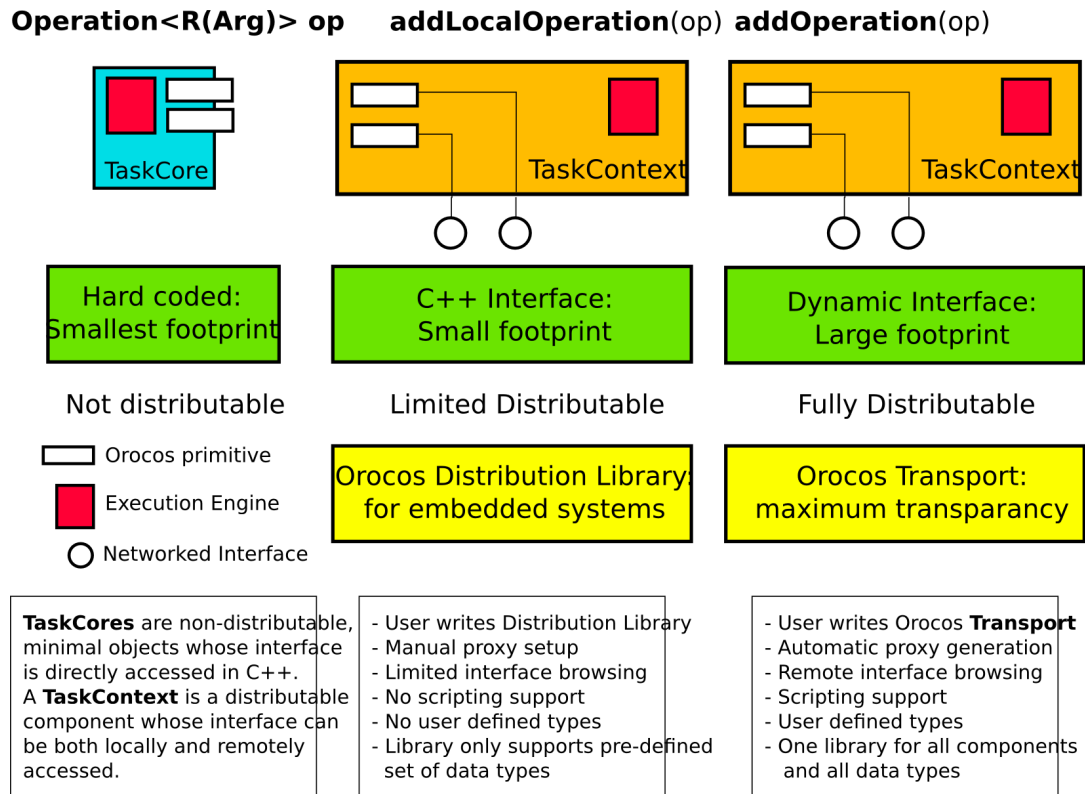 Operation<R(Arg)> op
addLocalOperation(op)
addOperation(op)
TaskCore
TaskContext
TaskContext
Hard coded:
Smallest footprint
C++ Interface:
Small footprint
Dynamic Interface:
Large footprint
Not distributable
Limited Distributable
Fully Distributable
Orocos primitive
Execution Engine
Networked Interface
Orocos Distribution Library:
for embedded systems
Orocos Transport:
maximum transparancy
TaskCores are non-distributable,
minimal objects whose interface
is directly accessed in C++.
A TaskContext is a distributable
component whose interface can
be both locally and remotely
accessed.
- User writes Distribution Library
- Manual proxy setup
- Limited interface browsing
- No scripting support
- No user defined types
- Library only supports pre-defined
set of data types
- User writes Orocos Transport
- Automatic proxy generation
- Remote interface browsing
- Scripting support
- User defined types
- One library for all components
and all data types